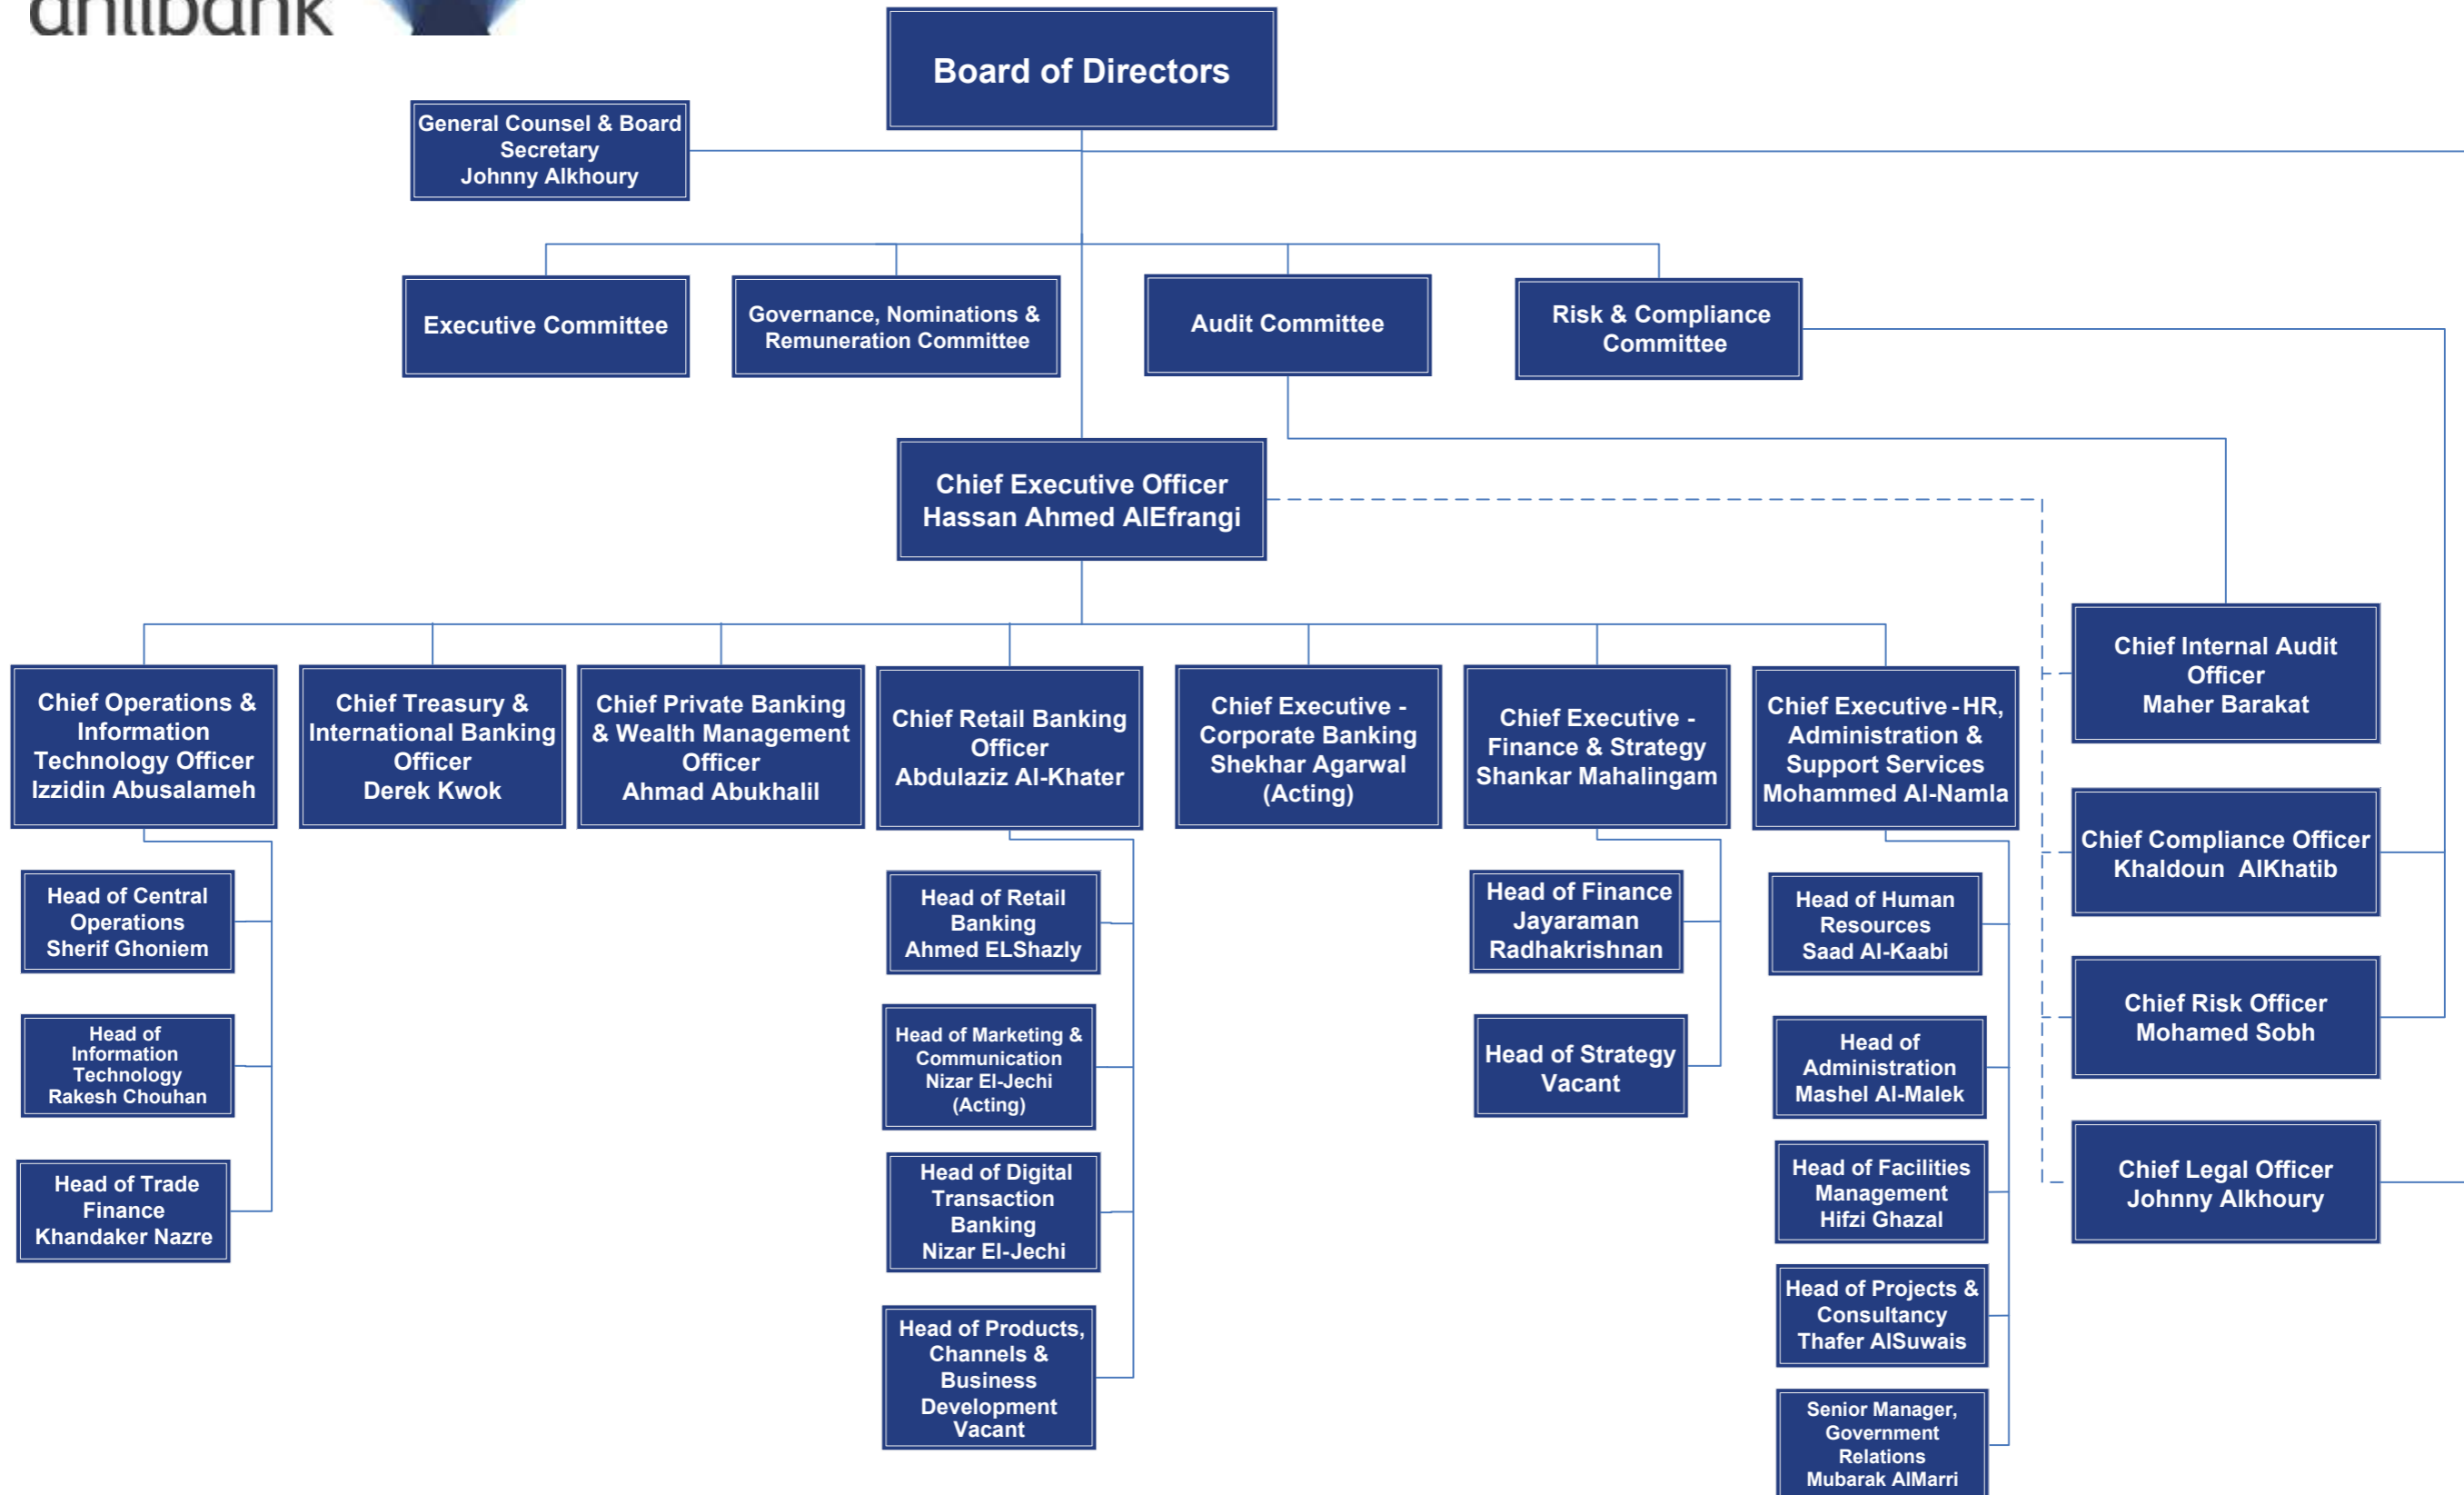 ahlibank
Board of Directors
General Counsel & Board
Secretary
Johnny Alkhoury
Executive Committee
Governance, Nominations &
Remuneration Committee
Audit Committee
Risk & Compliance
Committee
Chief Executive Officer
Hassan Ahmed AlEfrangi
Chief Operations &
Information
Technology Officer
Izzidin Abusalameh
Chief Treasury &
International Banking
Officer
Derek Kwok
Chief Private Banking
& Wealth Management
Officer
Ahmad Abukhalil
Chief Retail Banking
Officer
Abdulaziz Al-Khater
Chief Executive -
Corporate Banking
Shekhar Agarwal
(Acting)
Chief Executive -
Finance & Strategy
Shankar Mahalingam
Chief Executive - HR,
Administration &
Support Services
Mohammed Al-Namla
Chief Internal Audit
Officer
Maher Barakat
Chief Compliance Officer
Khaldoun AlKhatib
Chief Risk Officer
Mohamed Sobh
Chief Legal Officer
Johnny Alkhoury
Head of Central
Operations
Sherif Ghoniem
Head of
Information
Technology
Rakesh Chouhan
Head of Trade
Finance
Khandaker Nazre
Head of Retail
Banking
Ahmed ELShazly
Head of Marketing &
Communication
Nizar El-Jechi
(Acting)
Head of Digital
Transaction
Banking
Nizar El-Jechi
Head of Products,
Channels &
Business
Development
Vacant
Head of Finance
Jayaraman
Radhakrishnan
Head of Strategy
Vacant
Head of Human
Resources
Saad Al-Kaabi
Head of
Administration
Mashel Al-Malek
Head of Facilities
Management
Hifzi Ghazal
Head of Projects &
Consultancy
Thafer AlSuwais
Senior Manager,
Government
Relations
Mubarak AlMarri